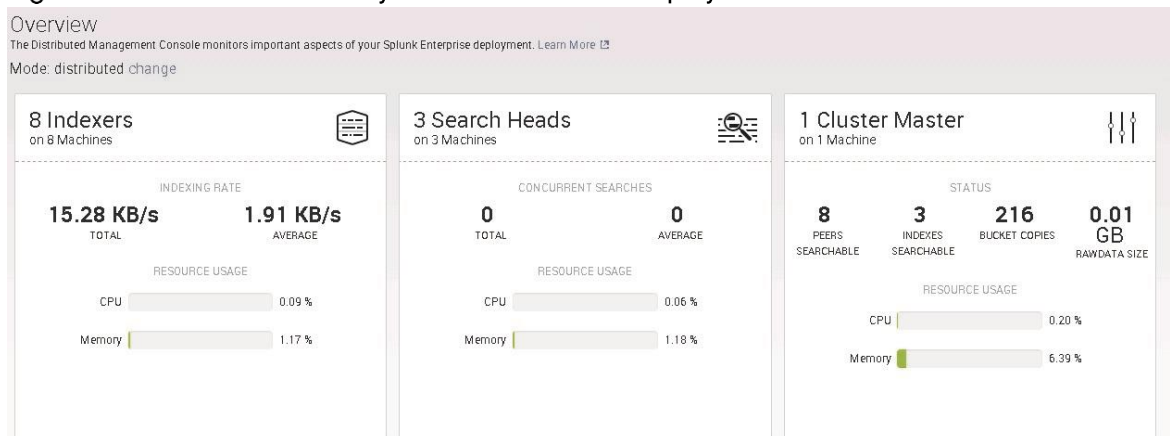 Overview
The Distributed Management Console monitors important aspects of your Splunk Enterprise deployment. Learn More
Mode: distributed change
8 Indexers
on 8 Machines
INDEXING RATE
15.28 KB/s 1.91 KB/s
TOTAL AVERAGE
RESOURCE USAGE
CPU 0.09 %
Memory 1.17 %
3 Search Heads
on 3 Machines
CONCURRENT SEARCHES
0 0
TOTAL AVERAGE
RESOURCE USAGE
CPU 0.06 %
Memory 1.18 %
1 Cluster Master
on 1 Machine
STATUS
8 3 216 0.01
GB
PEERS INDEXES BUCKET COPIES RAWDATA SIZE
SEARCHABLE SEARCHABLE
RESOURCE USAGE
CPU 0.20 %
Memory 6.39 %